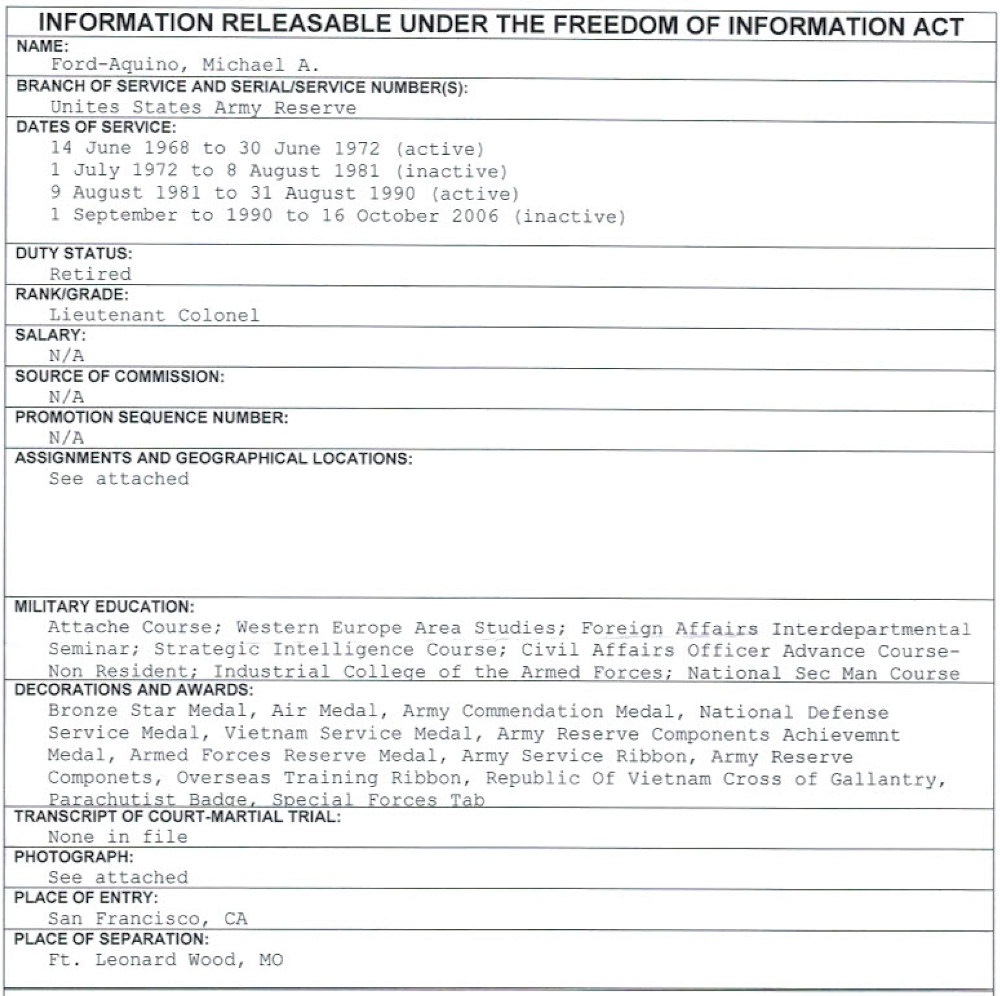 INFORMATION RELEASABLE UNDER THE FREEDOM OF INFORMATION ACT
NAME:
Ford-Aquino, Michael A.
BRANCH OF SERVICE AND SERIAL/SERVICE NUMBER(S):
Unites States Army Reserve
DATES OF SERVICE:
14 June 1968 to 30 June 1972 (active)
1 July 1972 to 8 August 1981 (inactive)
9 August 1981 to 31 August 1990 (active)
1 September to 1990 to 16 October 2006 (inactive)
DUTY STATUS:
Retired
RANK/GRADE:
Lieutenant Colonel
SALARY:
N/A
SOURCE OF COMMISSION:
N/A
PROMOTION SEQUENCE NUMBER:
N/A
ASSIGNMENTS AND GEOGRAPHICAL LOCATIONS:
See attached
MILITARY EDUCATION:
Attache Course; Western Europe Area Studies; Foreign Affairs Interdepartmental
Seminar; Strategic Intelligence Course; Civil Affairs Officer Advance Course-
Non Resident; Industrial College of the Armed Forces; National Sec Man Course
DECORATIONS AND AWARDS:
Bronze Star Medal, Air Medal, Army Commendation Medal, National Defense
Service Medal, Vietnam Service Medal, Army Reserve Components Achievemnt
Medal, Armed Forces Reserve Medal, Army Service Ribbon, Army Reserve
Componets, Overseas Training Ribbon, Republic Of Vietnam Cross of Gallantry,
Parachutist Badge, Special Forces Tab
TRANSCRIPT OF COURT-MARTIAL TRIAL:
None in file
PHOTOGRAPH:
See attached
PLACE OF ENTRY:
San Francisco, CA
PLACE OF SEPARATION:
Ft. Leonard Wood, MO